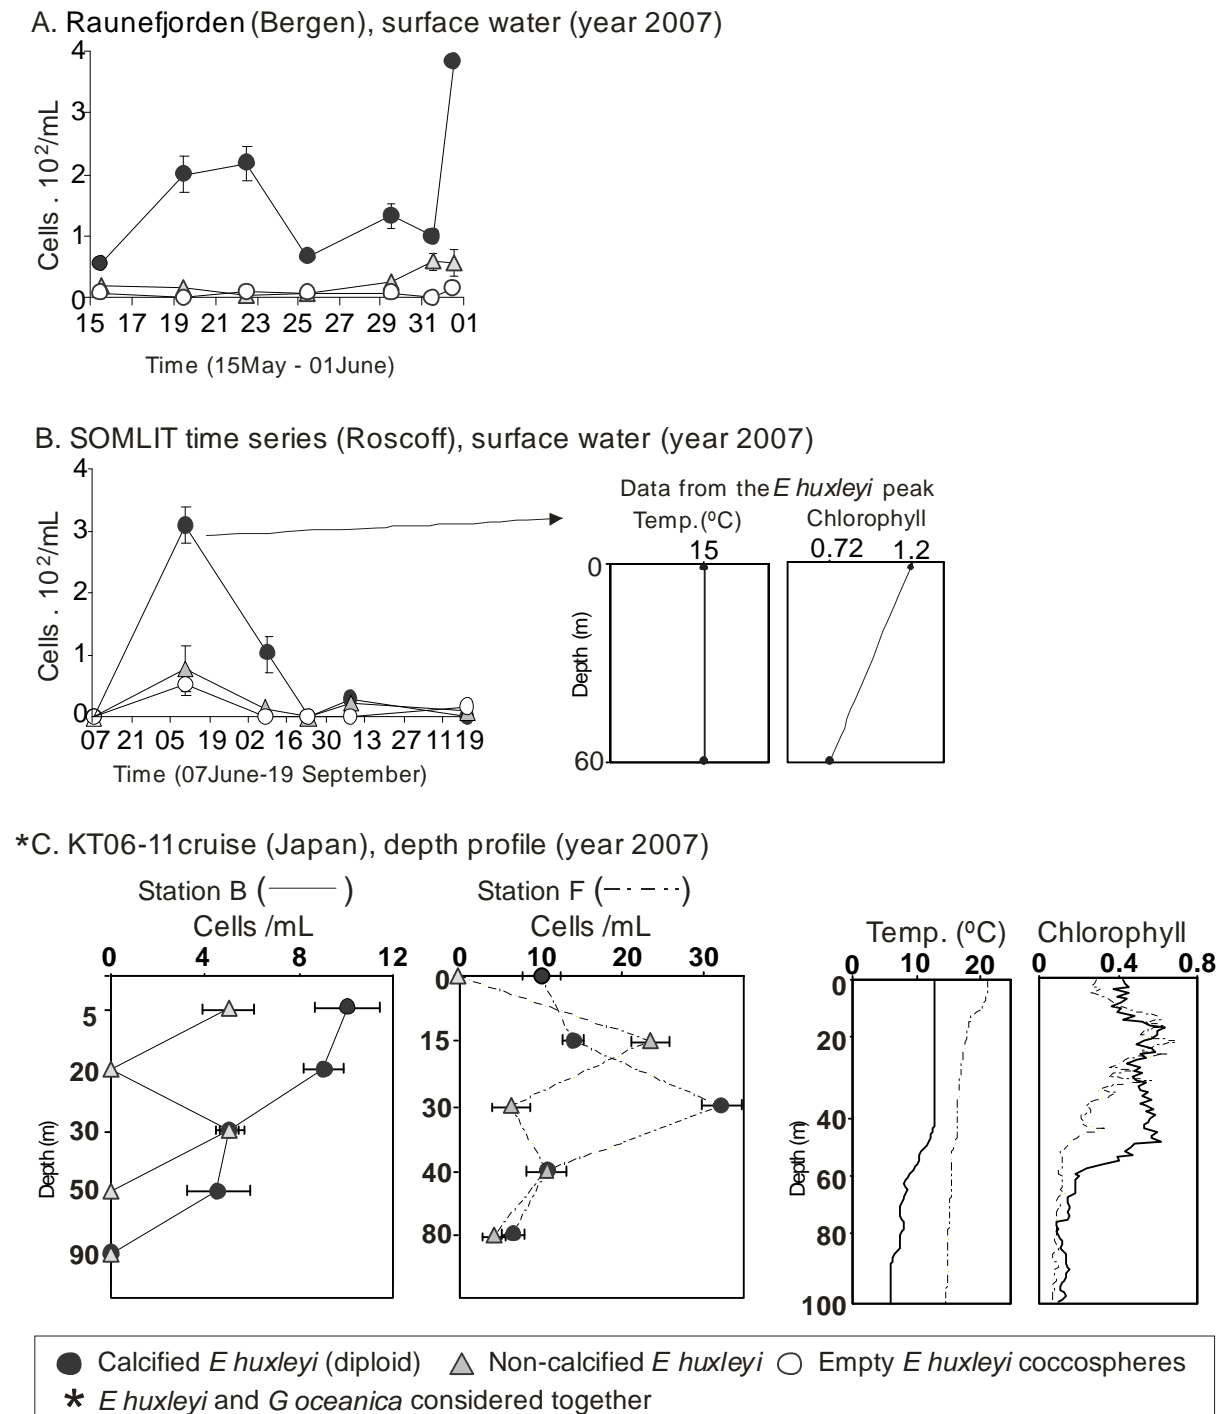 A. Raunefjorden (Bergen), surface water (year 2007)
4
3
2
1
0
Cells . 10²/mL
15 17 19 21 23 25 27 29 31 01
Time (15May - 01June)
B. SOMLIT time series (Roscoff), surface water (year 2007)
4
3
2
1
0
Cells . 10²/mL
07 21 05 19 02 16 30 13 27 11 19
Time (07June-19 September)
Data from the E huxleyi peak
Temp.(ºC) Chlorophyll
15 0.72 1.2
0
Depth (m)
60
*C. KT06-11cruise (Japan), depth profile (year 2007)
Station B ( ) Station F ( )
Cells /mL Cells /mL Temp. (ºC) Chlorophyll
0 4 8 12
5
20
30
50
90
Depth (m)
0 10 20 30
0
15
30
40
80
0 10 20
0
20
40
60
80
100
Depth (m)
0 0.4 0.8
Calcified E huxleyi (diploid) Non-calcified E huxleyi Empty E huxleyi coccospheres
* E huxleyi and G oceanica considered together